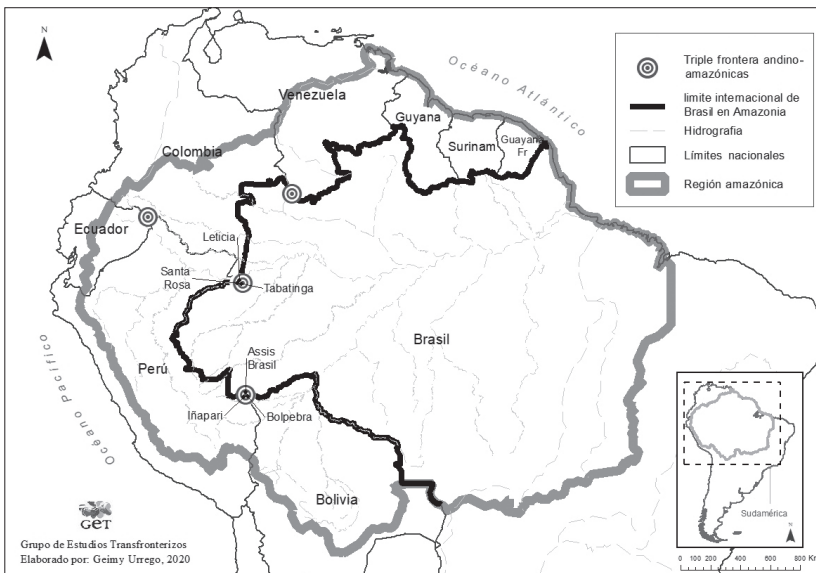 N
Océano Atlántico
Venezuela
Guyana
Surinam
Guayana
Fr
Colombia
Ecuador
Leticia
Santa
Rosa
Tabatinga
Brasil
Perú
Assis
Brasil
Iñapari
Bolpebra
Océano Pacífico
Bolivia
Triple frontera andino-
amazónicas
limite internacional de
Brasil en Amazonia
Hidrografia
Límites nacionales
Región amazónica
Sudamérica
N
0 100 200 400 600 800 Km
GET
Grupo de Estudios Transfronterizos
Elaborado por: Geimy Urrego, 2020